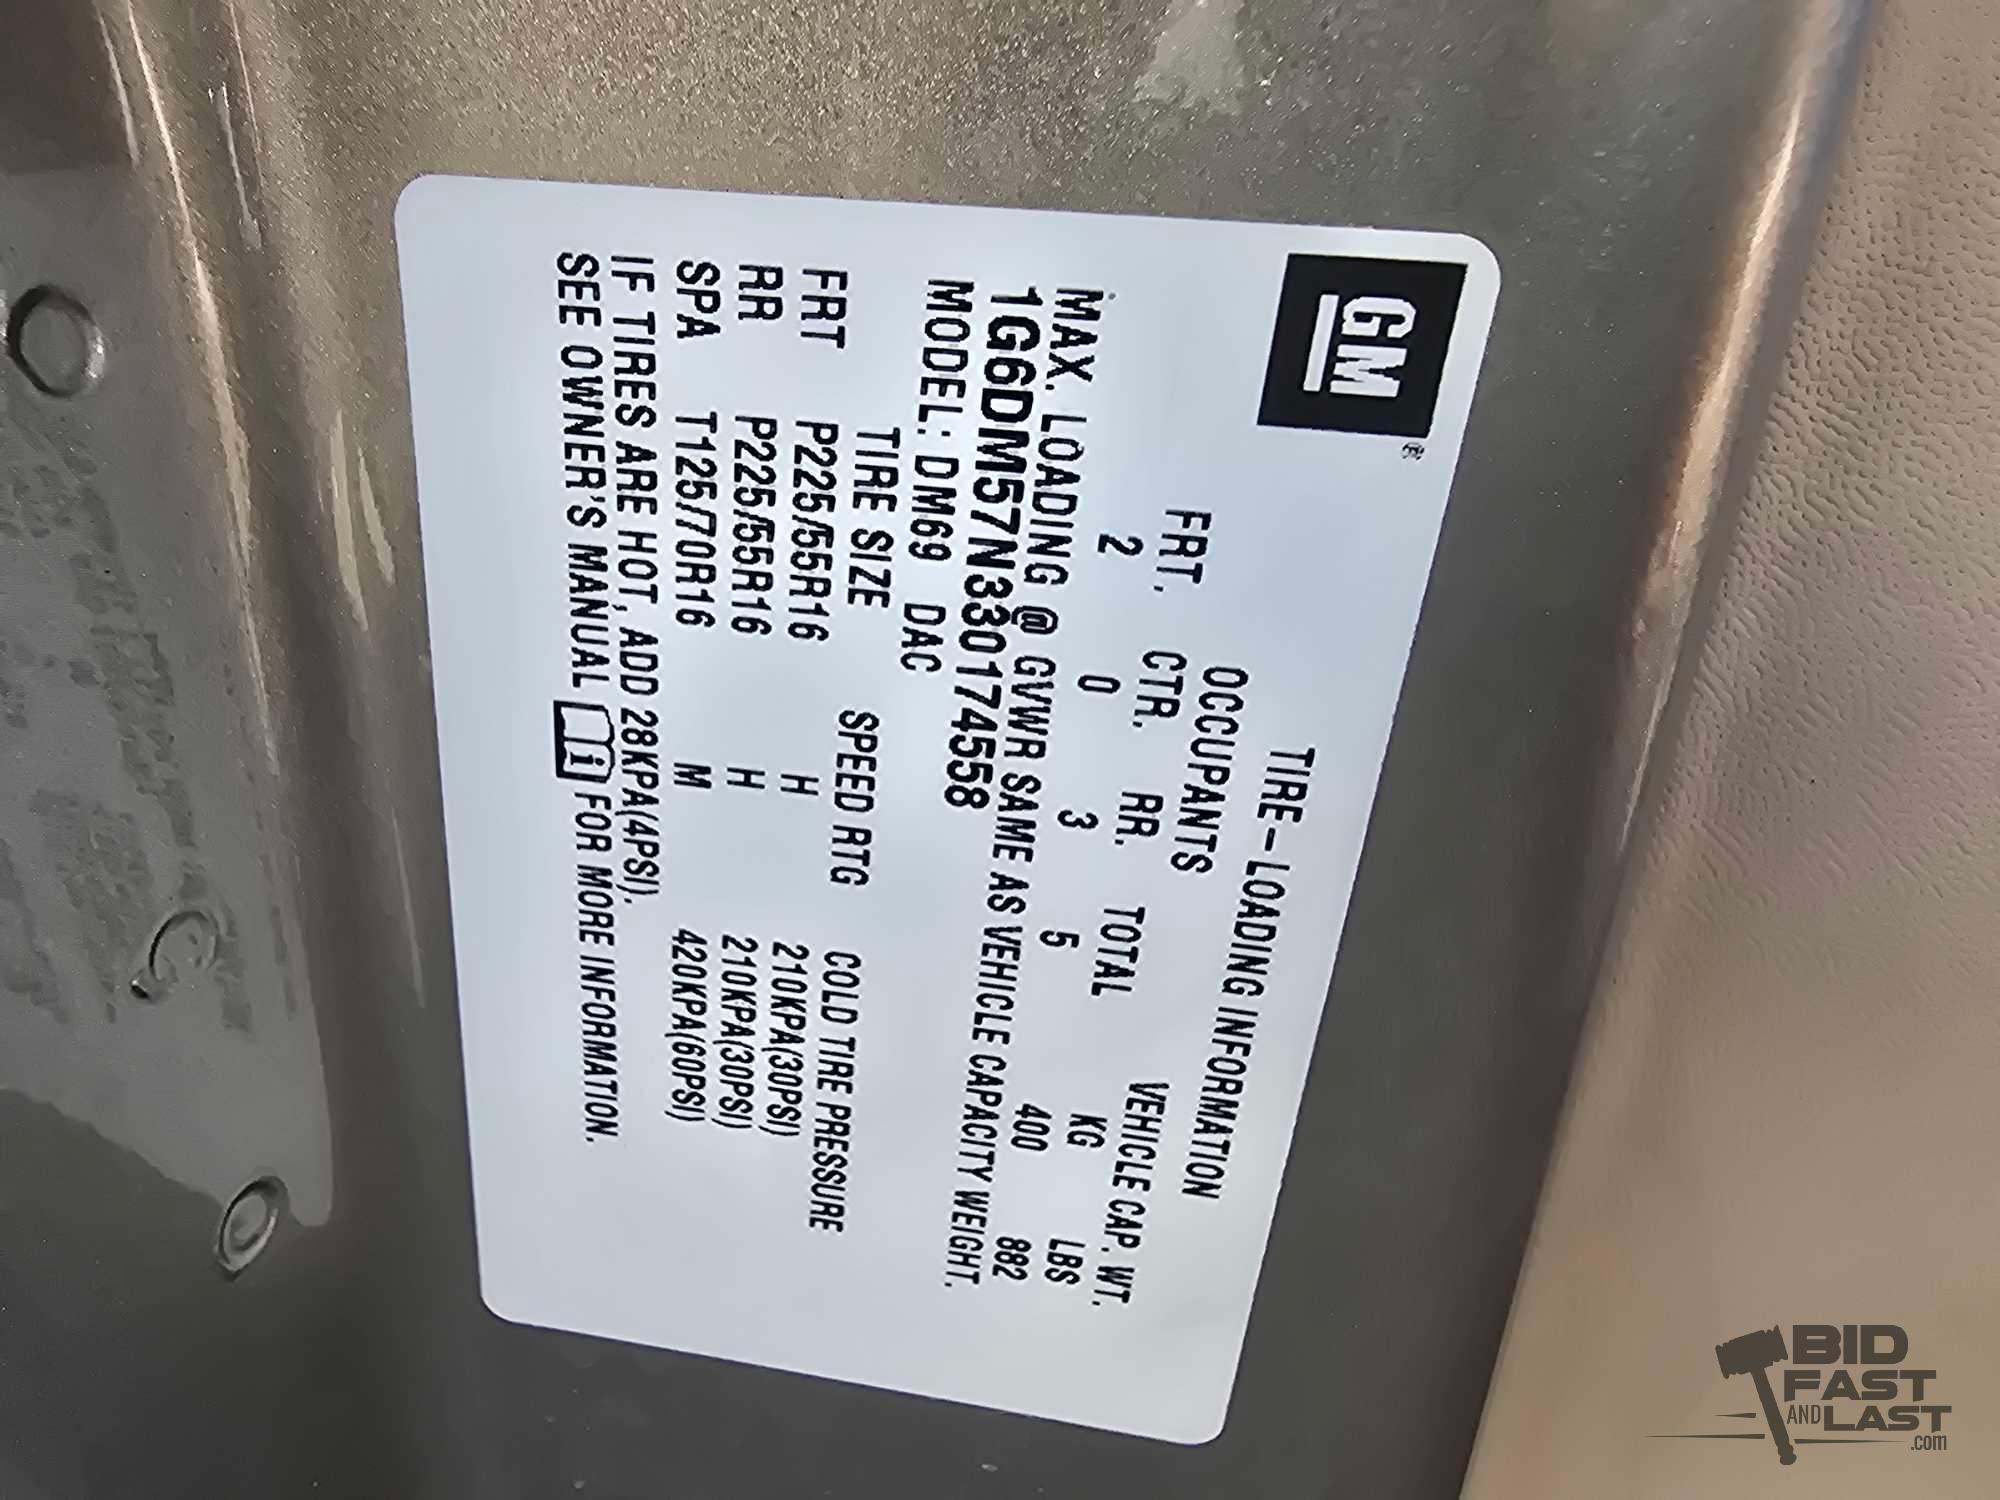 GM®
TIRE-LOADING INFORMATION
OCCUPANTS VEHICLE CAP. WT.
FRT. CTR. RR. TOTAL KG LBS
2 0 3 5 400 882
MAX. LOADING @ GVWR SAME AS VEHICLE CAPACITY WEIGHT.
1G6DM57N330174558
MODEL: DM69 DAC
TIRE SIZE SPEED RTG COLD TIRE PRESSURE
FRT P225/55R16 H 210KPA(30PSI)
RR P225/55R16 H 210KPA(30PSI)
SPA T125/70R16 M 420KPA(60PSI)
IF TIRES ARE HOT, ADD 28KPA(4PSI).
SEE OWNER'S MANUAL i FOR MORE INFORMATION.
BID
FAST
AND LAST
.com